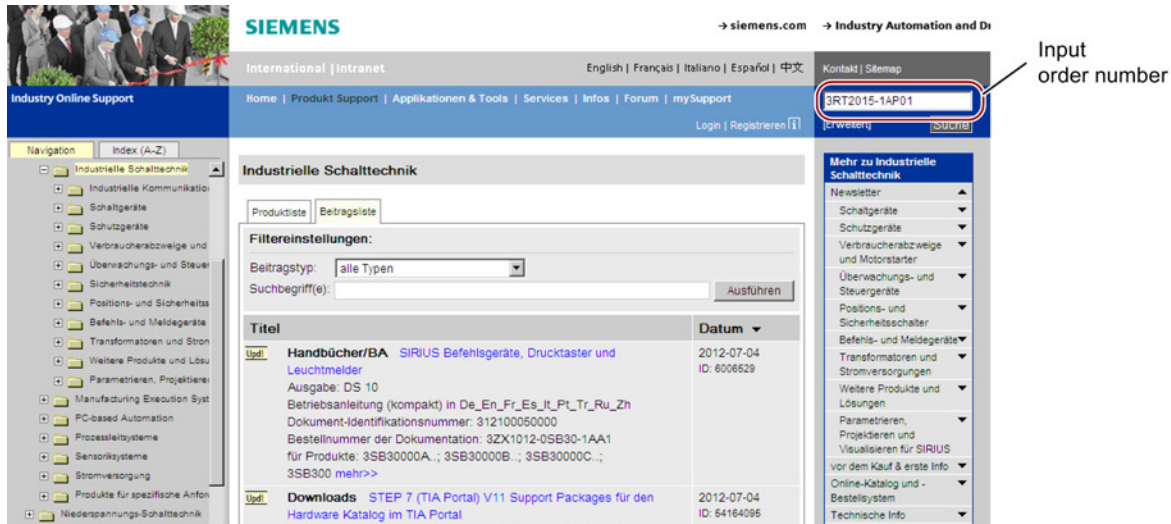 SIEMENS
→ siemens.com → Industry Automation and Dr
Input
order number
International | Intranet
English | Français | Italiano | Español | 中文
Kontakt | Sitemap
Industry Online Support
Home | Produkt Support | Applikationen & Tools | Services | Infos | Forum | mySupport
3RT2015-1AP01
Login | Registrieren
[Erweitert]
Suche
Navigation
Index (A-Z)
Industrielle Schalttechnik
Industrielle Kommunikation
Schaltgeräte
Schutzgeräte
Verbraucherabzweige und
Überwachungs- und Steuer
Sicherheitstechnik
Positions- und Sicherheitss
Befehls- und Meldegeräte
Transformatoren und Stron
Weitere Produkte und Lösu
Parametrieren, Projektieren
Manufacturing Execution Syst
PC-based Automation
Prozessleitsysteme
Sensoriksysteme
Stromversorgung
Produkte für spezifische Anfor
Niederspannungs-Schalttechnik
Industrielle Schalttechnik
Produktliste
Beitragsliste
Filtereinstellungen:
Beitragstyp: alle Typen
Suchbegriff(e):
Ausführen
Titel
Datum
Upd!
Handbücher/BA SIRIUS Befehlsgeräte, Drucktaster und
Leuchtmelder
2012-07-04
ID: 6006529
Ausgabe: DS 10
Betriebsanleitung (kompakt) in De_En_Fr_Es_It_Pt_Tr_Ru_Zh
Dokument-Identifikationsnummer: 312100050000
Bestellnummer der Dokumentation: 3ZX1012-0SB30-1AA1
für Produkte: 3SB30000A..; 3SB30000B..; 3SB30000C..;
3SB300 mehr>>
Upd!
Downloads STEP 7 (TIA Portal) V11 Support Packages für den
Hardware Katalog im TIA Portal
2012-07-04
ID: 54164095
Mehr zu Industrielle
Schalttechnik
Newsletter
Schaltgeräte
Schutzgeräte
Verbraucherabzweige
und Motorstarter
Überwachungs- und
Steuergeräte
Positions- und
Sicherheitsschalter
Befehls- und Meldegeräte
Transformatoren und
Stromversorgungen
Weitere Produkte und
Lösungen
Parametrieren,
Projektieren und
Visualisieren für SIRIUS
vor dem Kauf & erste Info
Online-Katalog und -
Bestellsystem
Technische Info